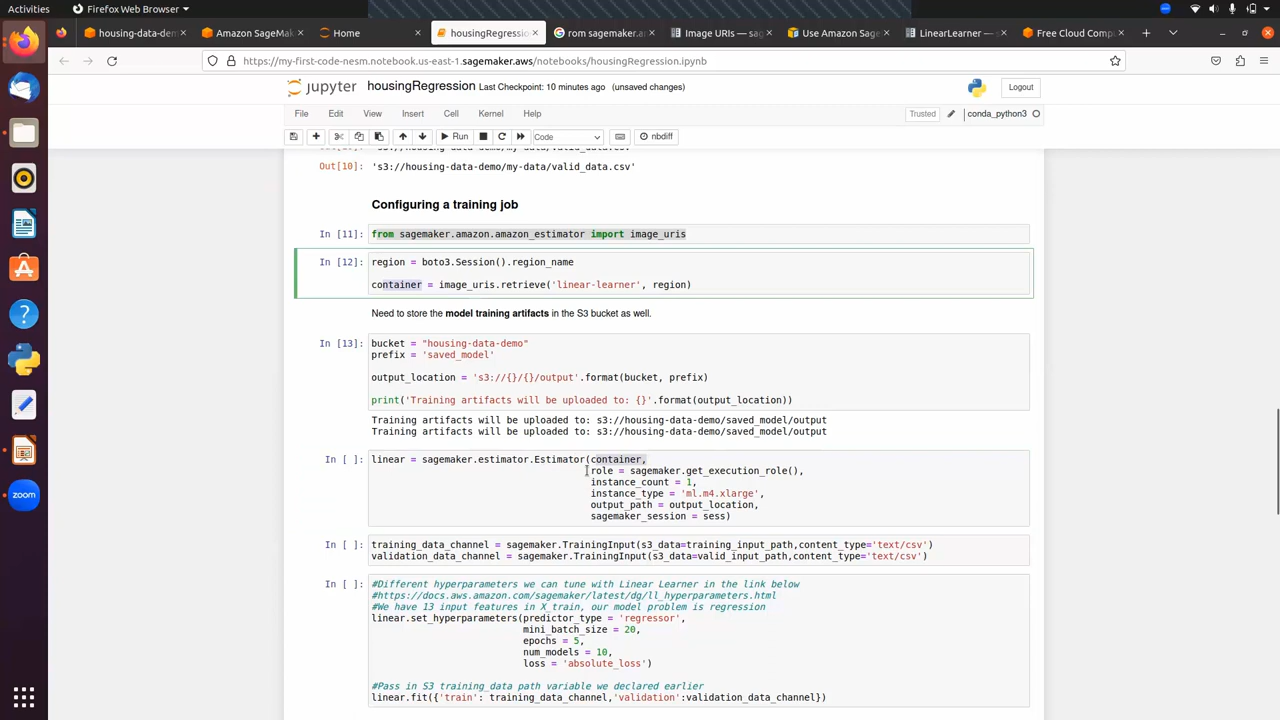 Activities
Firefox Web Browser
housing-data-demo
Amazon SageMak
Home
housingRegressio
rom sagemaker.am
Image URIs — sag
Use Amazon Sage
LinearLearner — s
Free Cloud Comp
https://my-first-code-nesm.notebook.us-east-1.sagemaker.aws/notebooks/housingRegression.ipynb
jupyter housingRegression Last Checkpoint: 10 minutes ago (unsaved changes)
Logout
File Edit View Insert Cell Kernel Help
Trusted
conda_python3
Run
Code
nbdiff
Out[10]: 's3://housing-data-demo/my-data/valid_data.csv'
Configuring a training job
In [11]: from sagemaker.amazon.amazon_estimator import image_uris
In [12]: region = boto3.Session().region_name
container = image_uris.retrieve('linear-learner', region)
Need to store the model training artifacts in the S3 bucket as well.
In [13]: bucket = "housing-data-demo"
prefix = 'saved_model'
output_location = 's3://{}/{}/output'.format(bucket, prefix)
print('Training artifacts will be uploaded to: {}'.format(output_location))
Training artifacts will be uploaded to: s3://housing-data-demo/saved_model/output
Training artifacts will be uploaded to: s3://housing-data-demo/saved_model/output
In [ ]: linear = sagemaker.estimator.Estimator(container,
role = sagemaker.get_execution_role(),
instance_count = 1,
instance_type = 'ml.m4.xlarge',
output_path = output_location,
sagemaker_session = sess)
In [ ]: training_data_channel = sagemaker.TrainingInput(s3_data=training_input_path,content_type='text/csv')
validation_data_channel = sagemaker.TrainingInput(s3_data=valid_input_path,content_type='text/csv')
In [ ]: #Different hyperparameters we can tune with Linear Learner in the link below
#https://docs.aws.amazon.com/sagemaker/latest/dg/ll_hyperparameters.html
#We have 13 input features in X_train, our model problem is regression
linear.set_hyperparameters(predictor_type = 'regressor',
mini_batch_size = 20,
epochs = 5,
num_models = 10,
loss = 'absolute_loss')
#Pass in S3 training_data path variable we declared earlier
linear.fit({'train': training_data_channel,'validation':validation_data_channel})
zoom